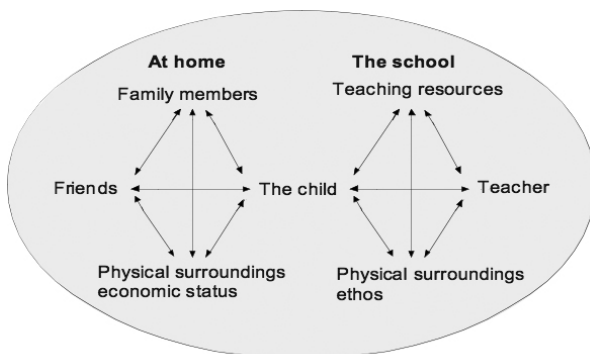 At home
Family members
Friends
The child
Physical surroundings
economic status
The school
Teaching resources
Teacher
Physical surroundings
ethos